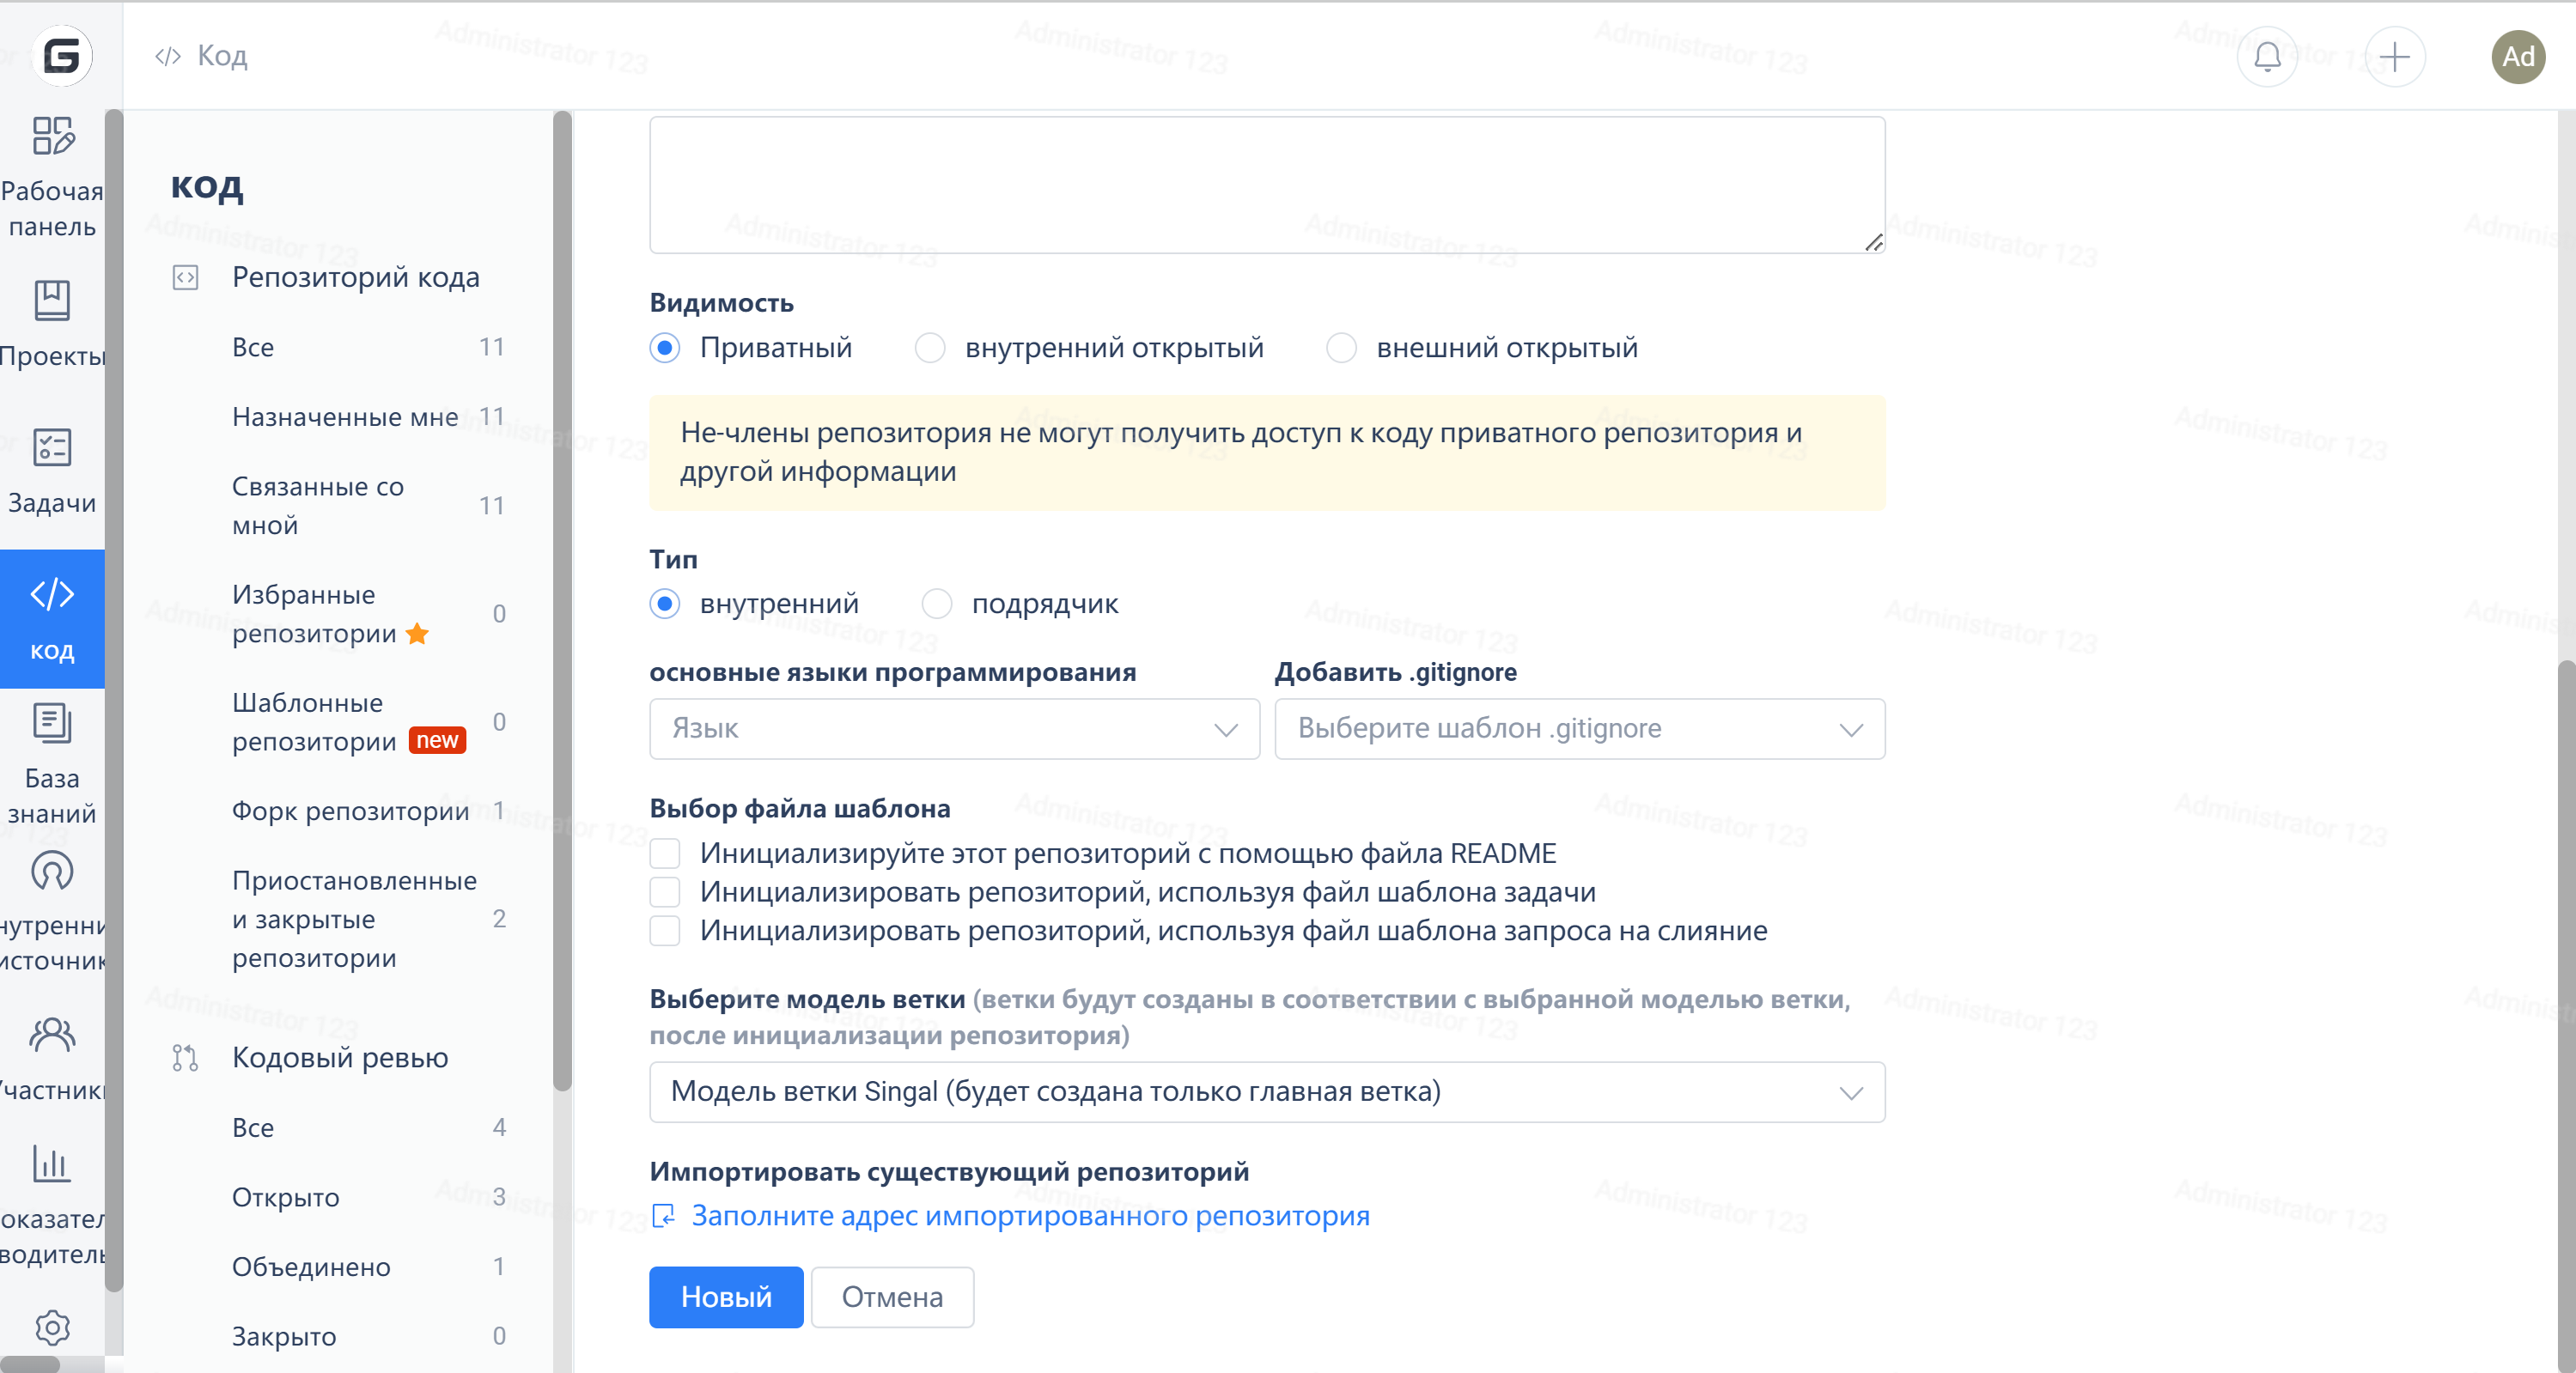 Код
Ad
Рабочая
панель
Проекты
Задачи
код
База
знаний
нутренни
источник
Участники
оказател
водитель
код
Репозиторий кода
Все 11
Назначенные мне 11
Связанные со
мной 11
Избранные
репозитории 0
Шаблонные
репозитории new 0
Форк репозитории 1
Приостановленные
и закрытые
репозитории 2
Кодовый ревью
Все 4
Открыто 3
Объединено 1
Закрыто 0
Видимость
Приватный внутренний открытый внешний открытый
Не-члены репозитория не могут получить доступ к коду приватного репозитория и
другой информации
Тип
внутренний подрядчик
основные языки программирования Добавить .gitignore
Язык Выберите шаблон .gitignore
Выбор файла шаблона
Инициализируйте этот репозиторий с помощью файла README
Инициализировать репозиторий, используя файл шаблона задачи
Инициализировать репозиторий, используя файл шаблона запроса на слияние
Выберите модель ветки (ветки будут созданы в соответствии с выбранной моделью ветки,
после инициализации репозитория)
Модель ветки Singal (будет создана только главная ветка)
Импортировать существующий репозиторий
Заполните адрес импортированного репозитория
Новый Отмена
Administrator 123